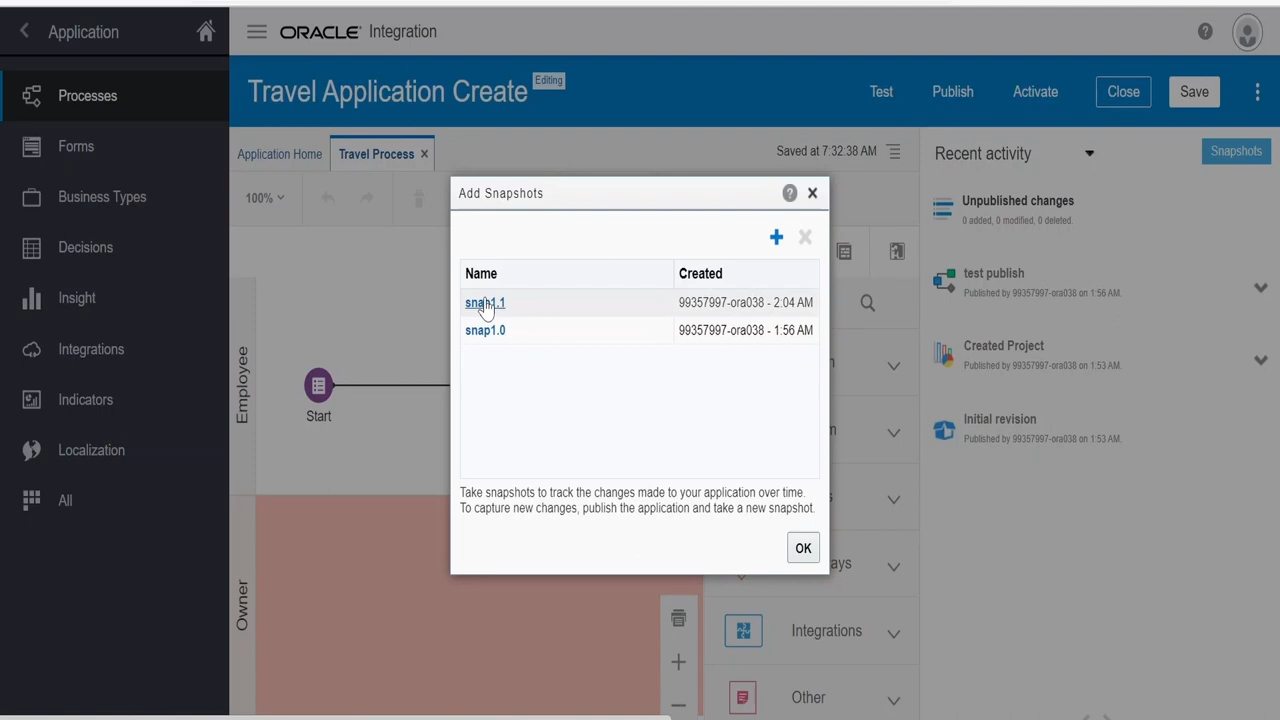 Application
ORACLE Integration
Travel Application Create Editing
Test
Publish
Activate
Close
Save
Processes
Forms
Business Types
Decisions
Insight
Integrations
Indicators
Localization
All
Application Home
Travel Process
Saved at 7:32:38 AM
100%
Recent activity
Snapshots
Unpublished changes
0 added, 0 modified, 0 deleted.
test publish
Published by 99357997-ora038 on 1:56 AM.
Created Project
Published by 99357997-ora038 on 1:53 AM.
Initial revision
Published by 99357997-ora038 on 1:53 AM.
Add Snapshots
Name Created
snap1.1 99357997-ora038 - 2:04 AM
snap1.0 99357997-ora038 - 1:56 AM
Take snapshots to track the changes made to your application over time.
To capture new changes, publish the application and take a new snapshot.
OK
Employee
Start
Owner
Integrations
Other